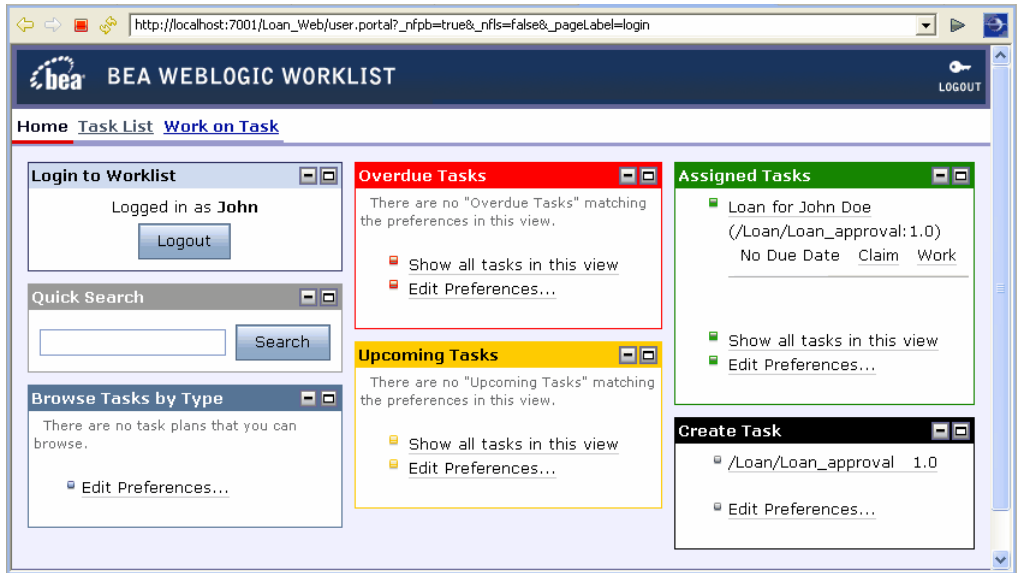 http://localhost:7001/Loan_Web/user.portal?_nfpb=true&_nfls=false&_pageLabel=login
bea BEA WEBLOGIC WORKLIST
LOGOUT
Home Task List Work on Task
Login to Worklist
Logged in as John
Logout
Quick Search
Search
Browse Tasks by Type
There are no task plans that you can
browse.
Edit Preferences...
Overdue Tasks
There are no "Overdue Tasks" matching
the preferences in this view.
Show all tasks in this view
Edit Preferences...
Upcoming Tasks
There are no "Upcoming Tasks" matching
the preferences in this view.
Show all tasks in this view
Edit Preferences...
Assigned Tasks
Loan for John Doe
(/Loan/Loan_approval:1.0)
No Due Date Claim Work
Show all tasks in this view
Edit Preferences...
Create Task
/Loan/Loan_approval 1.0
Edit Preferences...